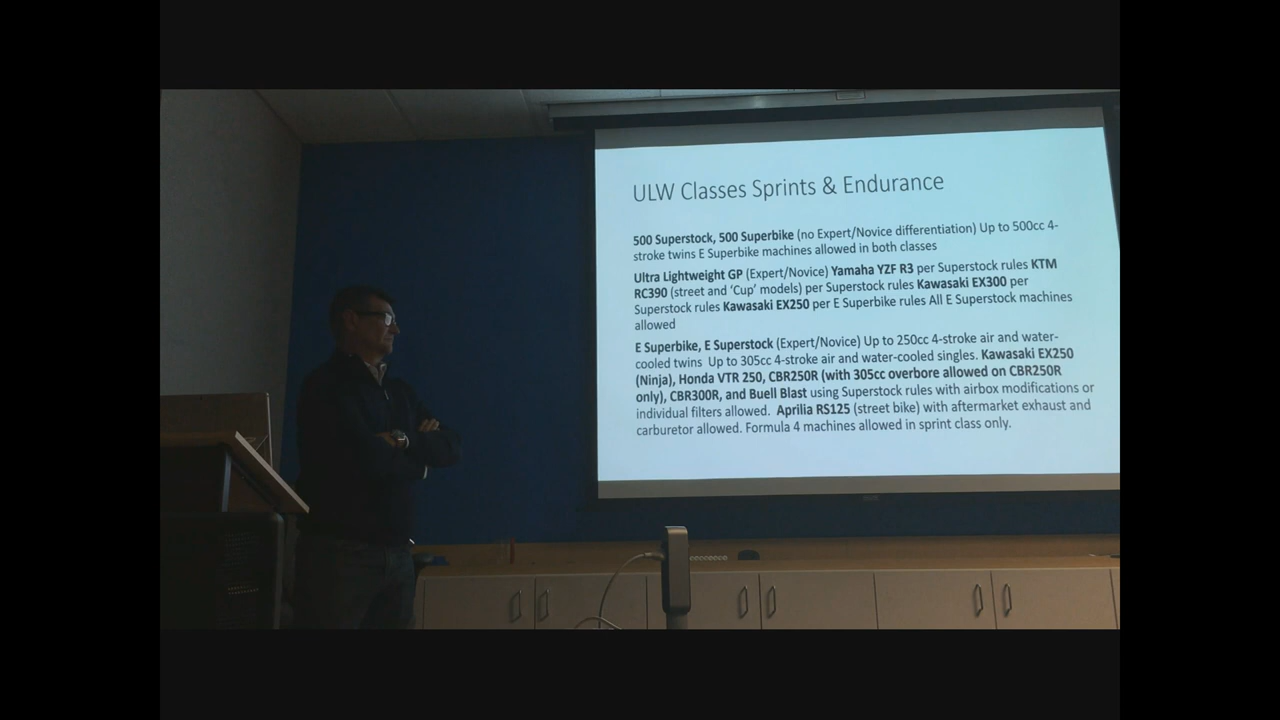 ULW Classes Sprints & Endurance
500 Superstock, 500 Superbike (no Expert/Novice differentiation) Up to 500cc 4-
stroke twins E Superbike machines allowed in both classes
Ultra Lightweight GP (Expert/Novice) Yamaha YZF R3 per Superstock rules KTM
RC390 (street and ‘Cup’ models) per Superstock rules Kawasaki EX300 per
Superstock rules Kawasaki EX250 per E Superbike rules All E Superstock machines
allowed
E Superbike, E Superstock (Expert/Novice) Up to 250cc 4-stroke air and water-
cooled twins Up to 305cc 4-stroke air and water-cooled singles. Kawasaki EX250
(Ninja), Honda VTR 250, CBR250R (with 305cc overbore allowed on CBR250R
only), CBR300R, and Buell Blast using Superstock rules with airbox modifications or
individual filters allowed. Aprilia RS125 (street bike) with aftermarket exhaust and
carburetor allowed. Formula 4 machines allowed in sprint class only.